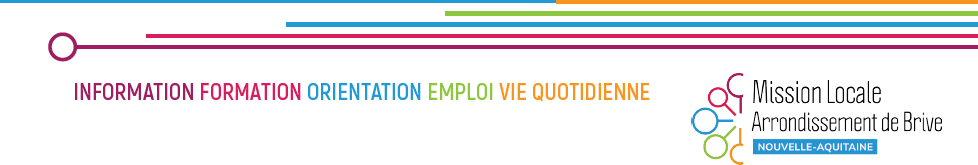 INFORMATION FORMATION ORIENTATION EMPLOI VIE QUOTIDIENNE
Mission Locale
Arrondissement de Brive
NOUVELLE-AQUITAINE